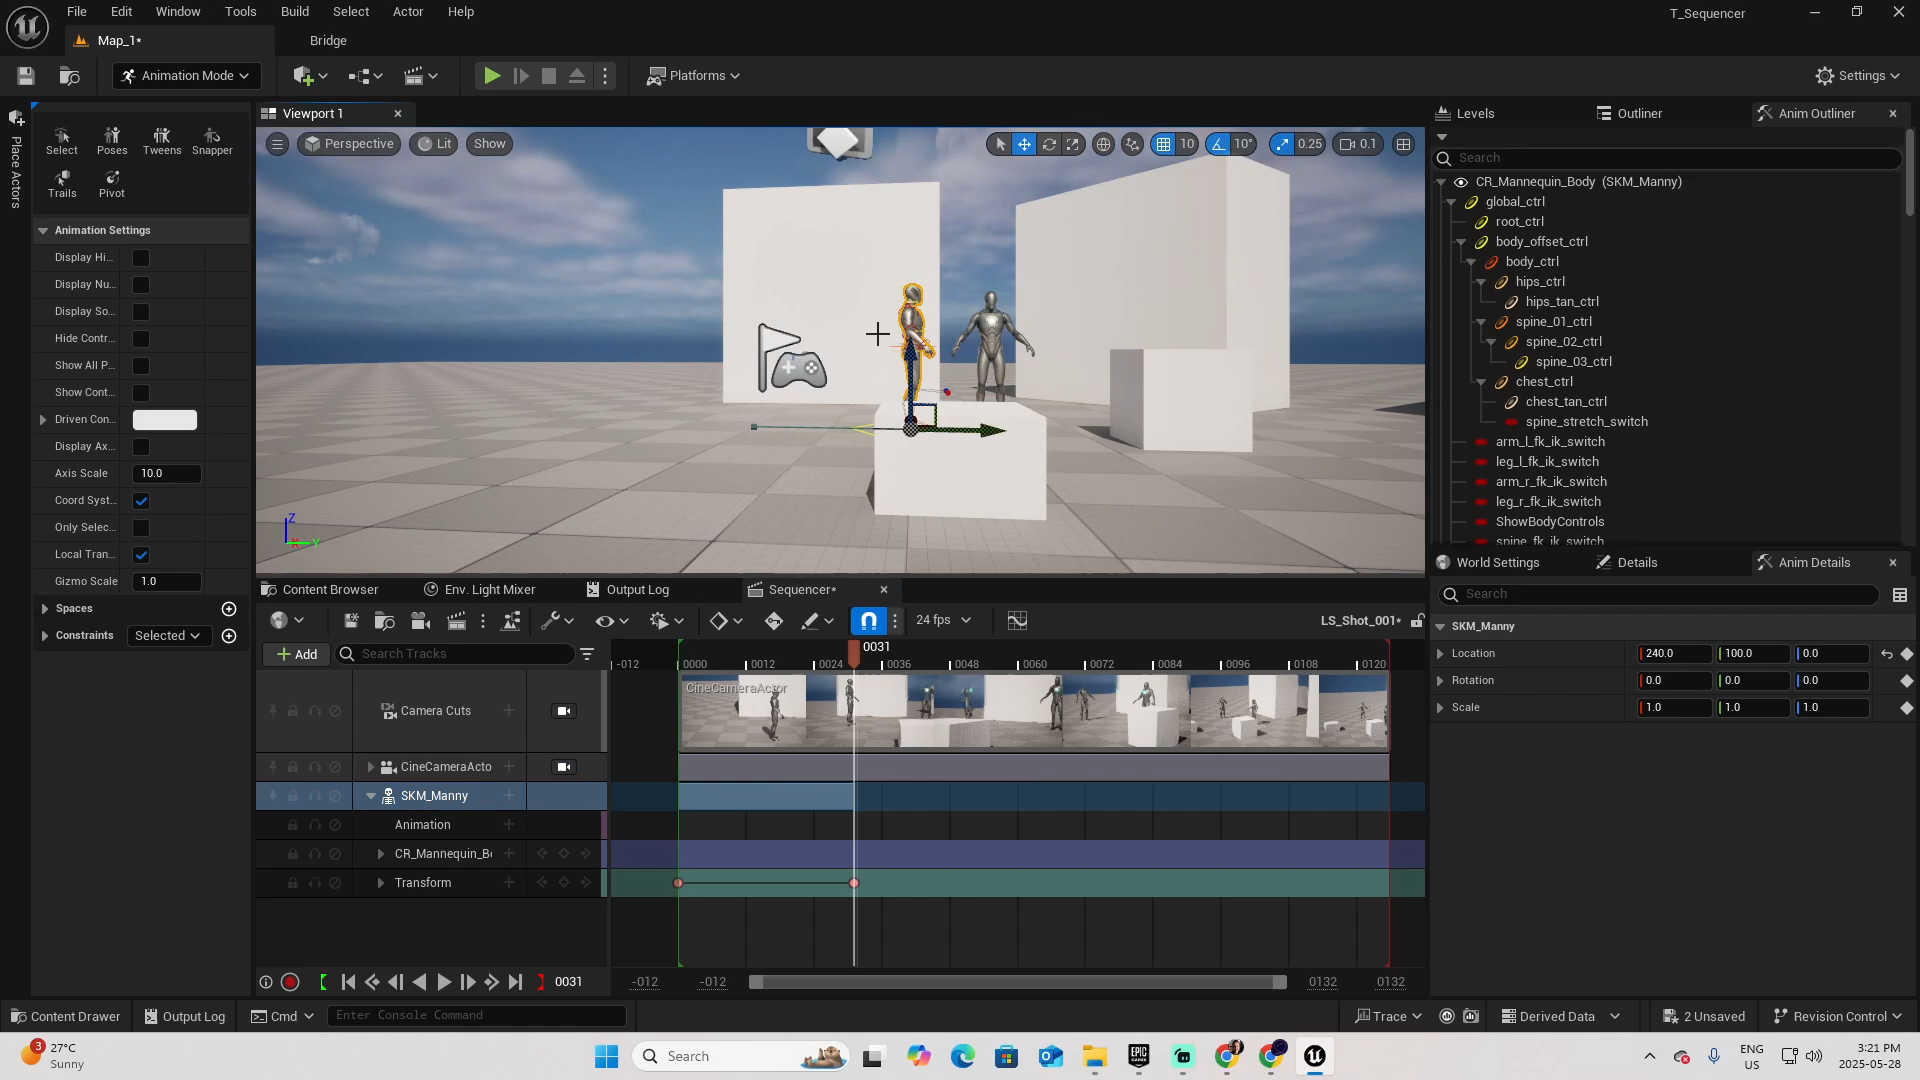 File
Edit
Window
Tools
Build
Select
Actor
Help
T_Sequencer
Map_1*
Bridge
Animation Mode
Platforms
Settings
Place Actors
Select
Poses
Tweens
Snapper
Trails
Pivot
Animation Settings
Display Hi...
Display Nu...
Display So...
Hide Contr...
Show All P...
Show Cont...
Driven Con...
Display Ax...
Axis Scale
10.0
Coord Syst...
Only Selec...
Local Tran...
Gizmo Scale
1.0
Spaces
Constraints
Selected
Viewport 1
Perspective
Lit
Show
10
10°
0.25
0.1
Z
X
Y
Levels
Outliner
Anim Outliner
Search
CR_Mannequin_Body (SKM_Manny)
global_ctrl
root_ctrl
body_offset_ctrl
body_ctrl
hips_ctrl
hips_tan_ctrl
spine_01_ctrl
spine_02_ctrl
spine_03_ctrl
chest_ctrl
chest_tan_ctrl
spine_stretch_switch
arm_l_fk_ik_switch
leg_l_fk_ik_switch
arm_r_fk_ik_switch
leg_r_fk_ik_switch
ShowBodyControls
spine_fk_ik_switch
World Settings
Details
Anim Details
Search
SKM_Manny
Location
240.0
100.0
0.0
Rotation
0.0
0.0
0.0
Scale
1.0
1.0
1.0
Content Browser
Env. Light Mixer
Output Log
Sequencer*
24 fps
LS_Shot_001*
Add
Search Tracks
0031
-012
0000
0012
0024
0036
0048
0060
0072
0084
0096
0108
0120
Camera Cuts
CineCameraActor
CineCameraActo
SKM_Manny
Animation
CR_Mannequin_Bo
Transform
0031
-012
-012
0132
0132
Content Drawer
Output Log
Cmd
Enter Console Command
Trace
Derived Data
2 Unsaved
Revision Control
3
27°C
Sunny
Search
EPIC
GAMES
ENG
US
3:21 PM
2025-05-28